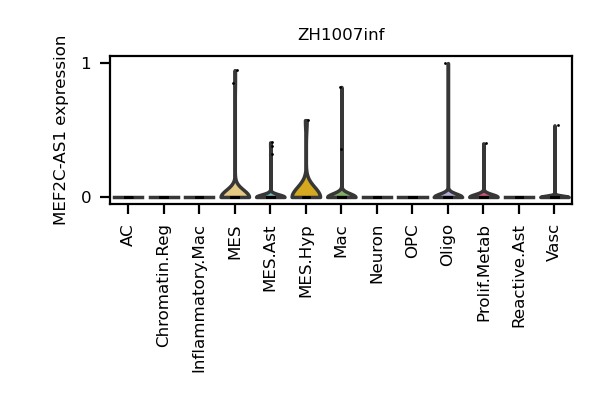 ZH1007inf
MEF2C-AS1 expression
1
0
AC
Chromatin.Reg
Inflammatory.Mac
MES
MES.Ast
MES.Hyp
Mac
Neuron
OPC
Oligo
Prolif.Metab
Reactive.Ast
Vasc